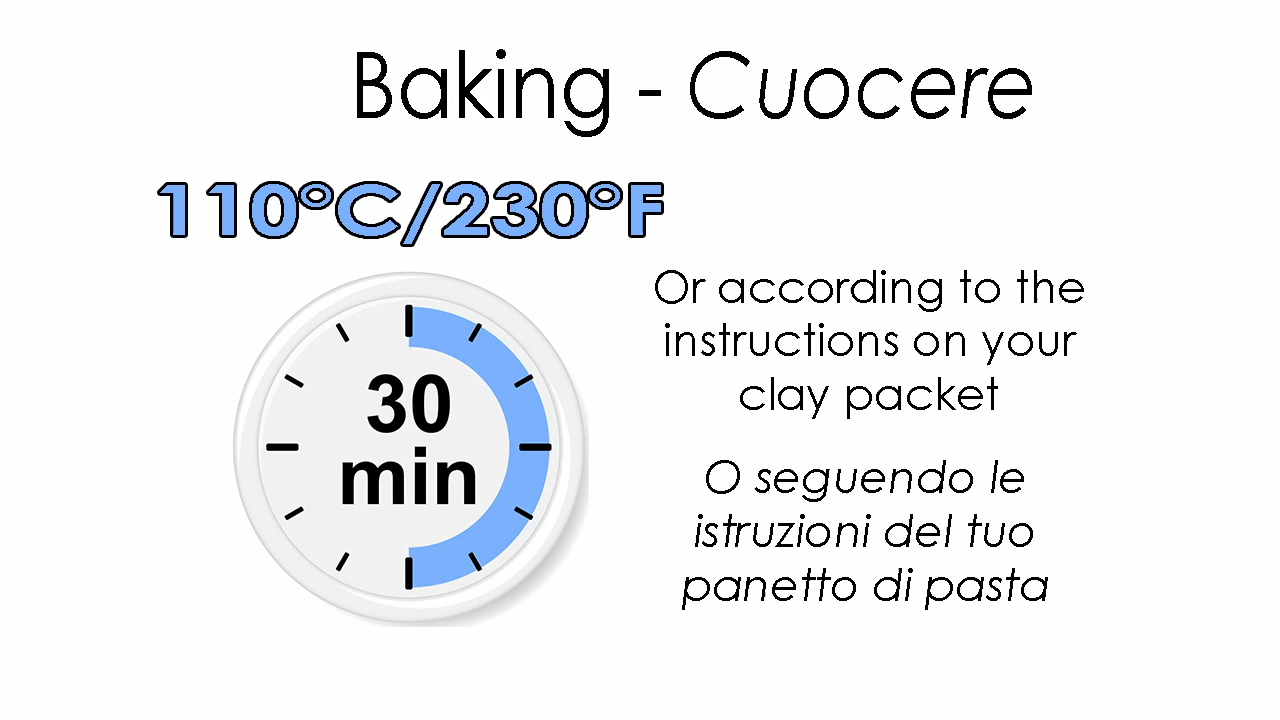 Baking - Cuocere
110°C/230°F
30
min
Or according to the
instructions on your
clay packet
O seguendo le
istruzioni del tuo
panetto di pasta